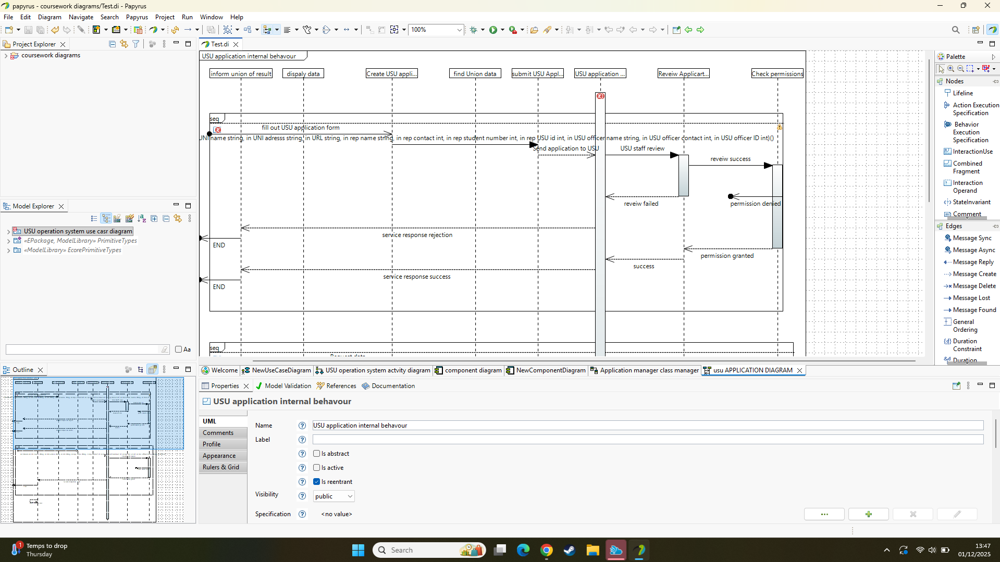 papyrus - coursework diagrams/Test.di - Papyrus
File Edit Diagram Navigate Search Papyrus Project Run Window Help
100%
Project Explorer
coursework diagrams
Model Explorer
USU operation system use casr diagram
«EPackage, ModelLibrary» PrimitiveTypes
«ModelLibrary» EcorePrimitiveTypes
Aa
Outline
Test.di
USU application internal behavour
inform union of result
dispaly data
Create USU appli...
find Union data
submit USU Appl...
USU application ...
Reveiw Applicart...
Check permissions
seq
fill out USU application form
UNI name string, in UNI adresss string, in URL string, in rep name string, in rep contact int, in rep student number int, in rep USU id int, in USU officer name string, in USU officer contact int, in USU officer ID int)()
Send application to USU
USU staff review
reveiw success
reveiw failed
permission denied
service response rejection
END
permission granted
success
service response success
END
seq
Request data
Palette
Nodes
Lifeline
Action Execution
Specification
Behavior
Execution
Specification
InteractionUse
Combined
Fragment
Interaction
Operand
StateInvariant
Comment
Edges
Message Sync
Message Async
Message Reply
Message Create
Message Delete
Message Lost
Message Found
General
Ordering
Duration
Constraint
Duration
Welcome
NewUseCaseDiagram
USU operation system actvity diagram
component diagram
NewComponentDiagram
Application manager class manager
usu APPLICATION DIAGRAM
Properties
Model Validation
References
Documentation
USU application internal behavour
UML
Comments
Profile
Appearance
Rulers & Grid
Name
USU application internal behavour
Label
Is abstract
Is active
Is reentrant
Visibility
public
Specification
<no value>
1
Temps to drop
Thursday
Search
13:47
01/12/2025